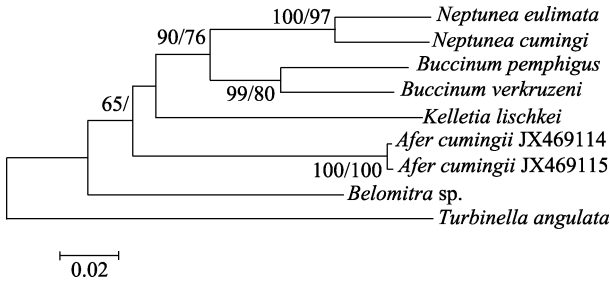 100/97
Neptunea eulimata
90/76
Neptunea cumingi
Buccinum pemphigus
99/80
Buccinum verkruzeni
65/
Kelletia lischkei
Afer cumingii JX469114
100/100
Afer cumingii JX469115
Belomitra sp.
Turbinella angulata
0.02